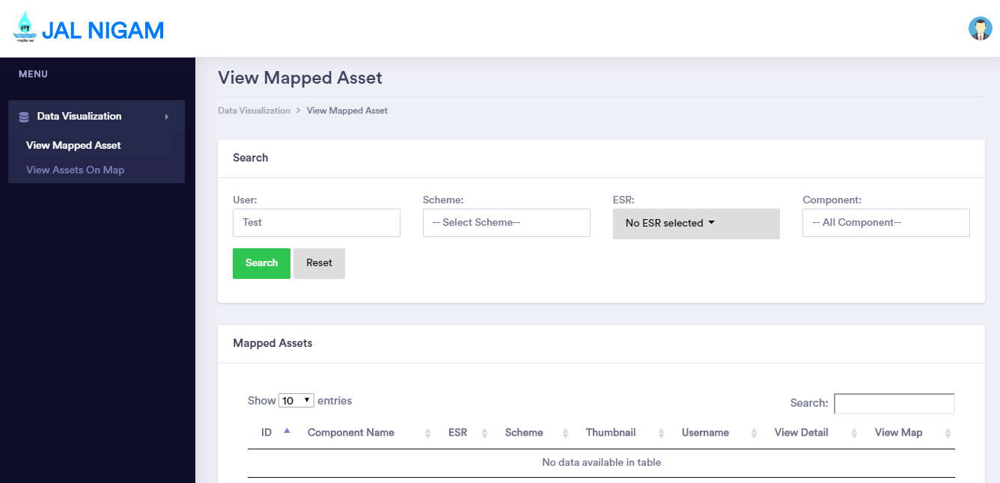 JAL NIGAM
MENU
Data Visualization
View Mapped Asset
View Assets On Map
View Mapped Asset
Data Visualization > View Mapped Asset
Search
User: Scheme: ESR: Component:
Test -- Select Scheme-- No ESR selected -- All Component--
Search Reset
Mapped Assets
Show 10 entries Search:
ID Component Name ESR Scheme Thumbnail Username View Detail View Map
No data available in table